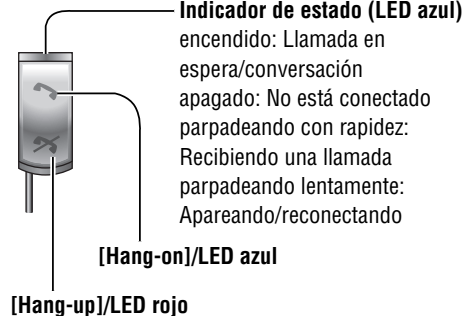 Indicador de estado (LED azul)
encendido: Llamada en
espera/conversación
apagado: No está conectado
parpadeando con rapidez:
Recibiendo una llamada
parpadeando lentamente:
Apareando/reconectando
[Hang-on]/LED azul
[Hang-up]/LED rojo